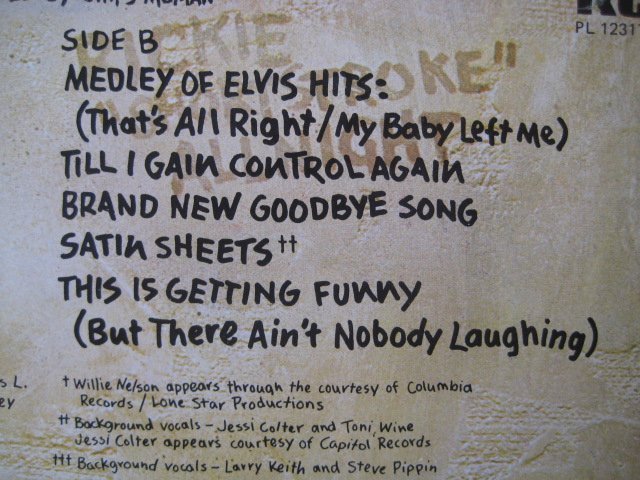 PL 1231
SIDE B
MEDLEY OF ELVIS HITS:
(That's All Right/My Baby Left Me)
TILL I GAIN CONTROL AGAIN
BRAND NEW GOODBYE SONG
SATIN SHEETS††
THIS IS GETTING FUNNY
(But There Ain't Nobody Laughing)
s L.
† Willie Nelson appears through the courtesy of Columbia
ey
Records / Lone Star Productions
†† Background vocals – Jessi Colter and Toni Wine
Jessi Colter appears courtesy of Capitol Records
††† Background vocals – Larry Keith and Steve Pippin
ALLNIGHT